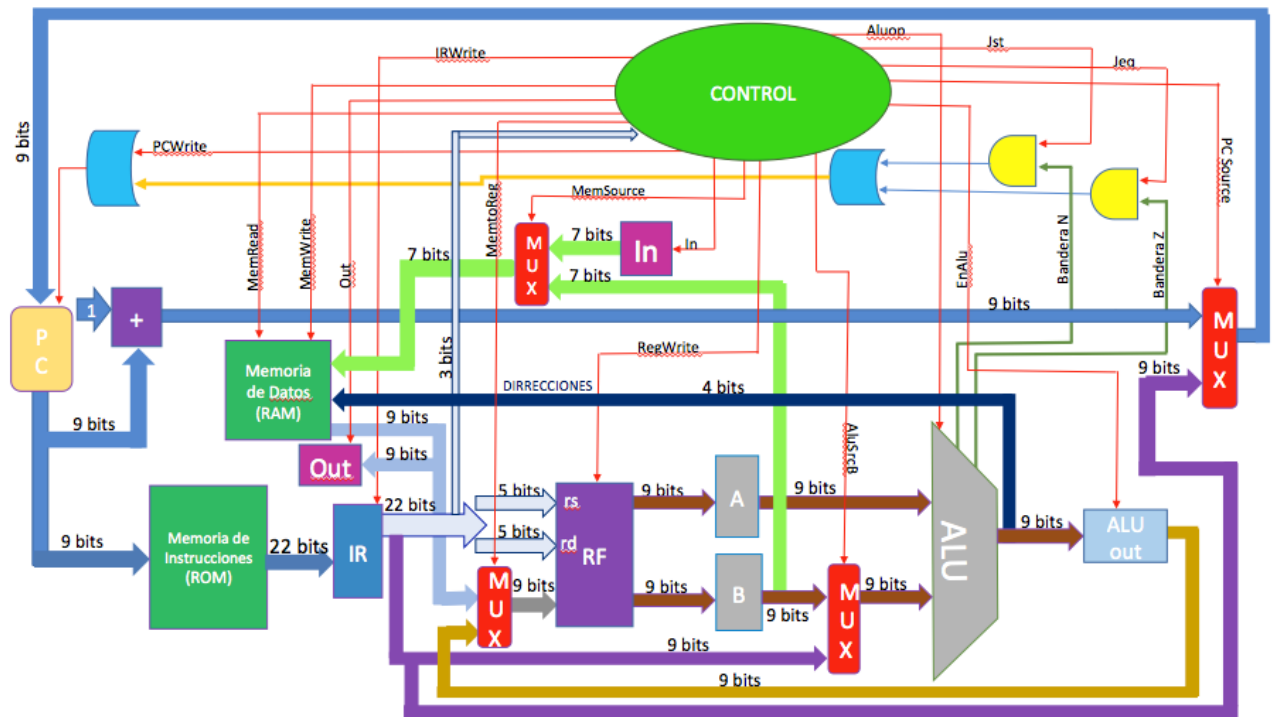 Aluop
Jst
IRWrite
Jeq
CONTROL
9 bits
PCWrite
PC Source
MemSource
MemtoReg
In
In
7 bits
M
U
X
7 bits
7 bits
MemRead
MemWrite
Out
EnAlu
Bandera N
Bandera Z
P
C
1
+
9 bits
M
U
X
3 bits
RegWrite
9 bits
Memoria
de Datos
(RAM)
DIRRECCIONES
4 bits
9 bits
9 bits
Out
9 bits
AluSrcB
22 bits
5 bits
rs
5 bits
rd
RF
9 bits
A
9 bits
ALU
9 bits
ALU
out
9 bits
Memoria de
Instrucciones
(ROM)
22 bits
IR
M
U
X
9 bits
9 bits
B
9 bits
M
U
X
9 bits
9 bits
9 bits